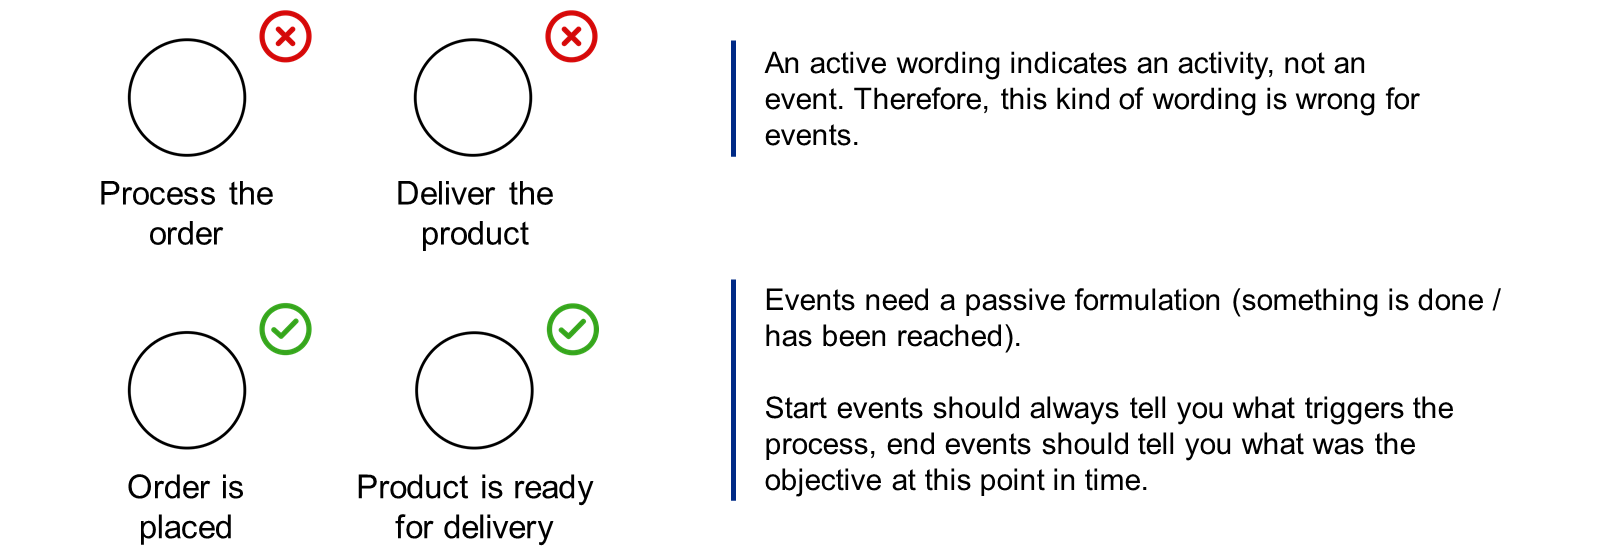 Process the
order
Deliver the
product
An active wording indicates an activity, not an
event. Therefore, this kind of wording is wrong for
events.
Order is
placed
Product is ready
for delivery
Events need a passive formulation (something is done /
has been reached).
Start events should always tell you what triggers the
process, end events should tell you what was the
objective at this point in time.